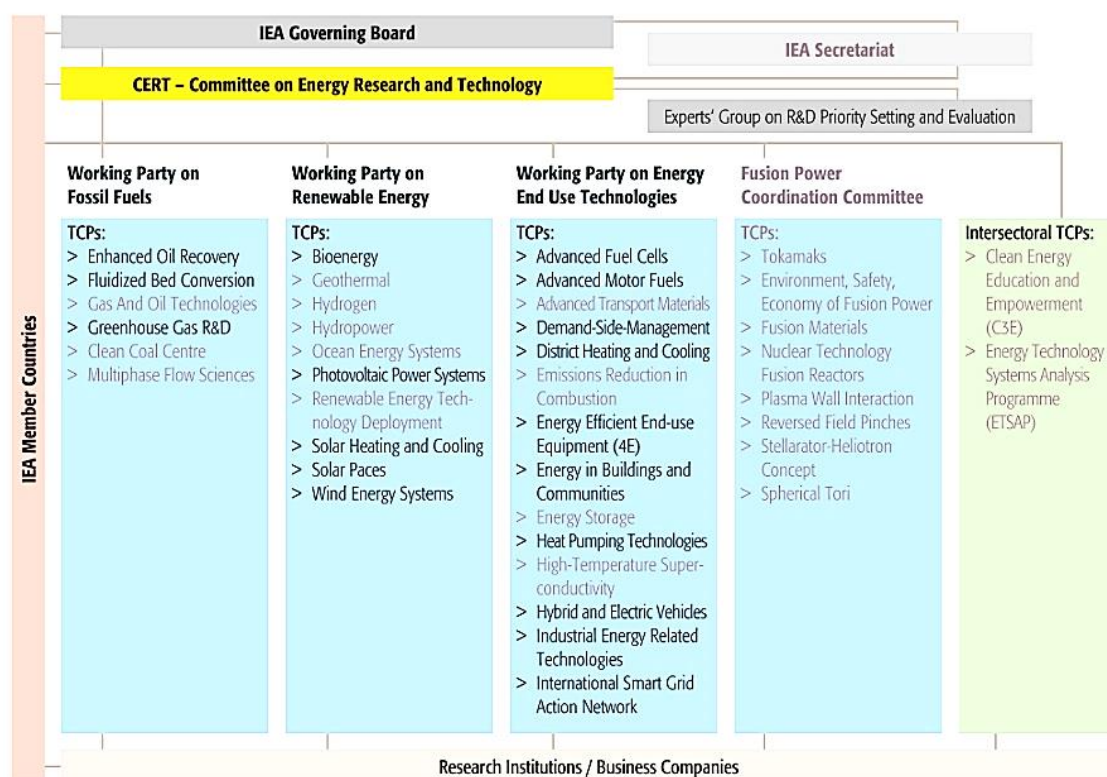 IEA Member Countries
IEA Governing Board
IEA Secretariat
CERT – Committee on Energy Research and Technology
Experts' Group on R&D Priority Setting and Evaluation
Working Party on
Fossil Fuels
TCPs:
> Enhanced Oil Recovery
> Fluidized Bed Conversion
> Gas And Oil Technologies
> Greenhouse Gas R&D
> Clean Coal Centre
> Multiphase Flow Sciences
Working Party on
Renewable Energy
TCPs:
> Bioenergy
> Geothermal
> Hydrogen
> Hydropower
> Ocean Energy Systems
> Photovoltaic Power Systems
> Renewable Energy Tech-
nology Deployment
> Solar Heating and Cooling
> Solar Paces
> Wind Energy Systems
Working Party on Energy
End Use Technologies
TCPs:
> Advanced Fuel Cells
> Advanced Motor Fuels
> Advanced Transport Materials
> Demand-Side-Management
> District Heating and Cooling
> Emissions Reduction in
Combustion
> Energy Efficient End-use
Equipment (4E)
> Energy in Buildings and
Communities
> Energy Storage
> Heat Pumping Technologies
> High-Temperature Super-
conductivity
> Hybrid and Electric Vehicles
> Industrial Energy Related
Technologies
> International Smart Grid
Action Network
Fusion Power
Coordination Committee
TCPs:
> Tokamaks
> Environment, Safety,
Economy of Fusion Power
> Fusion Materials
> Nuclear Technology
Fusion Reactors
> Plasma Wall Interaction
> Reversed Field Pinches
> Stellarator-Heliotron
Concept
> Spherical Tori
Intersectoral TCPs:
> Clean Energy
Education and
Empowerment
(C3E)
> Energy Technology
Systems Analysis
Programme
(ETSAP)
Research Institutions / Business Companies